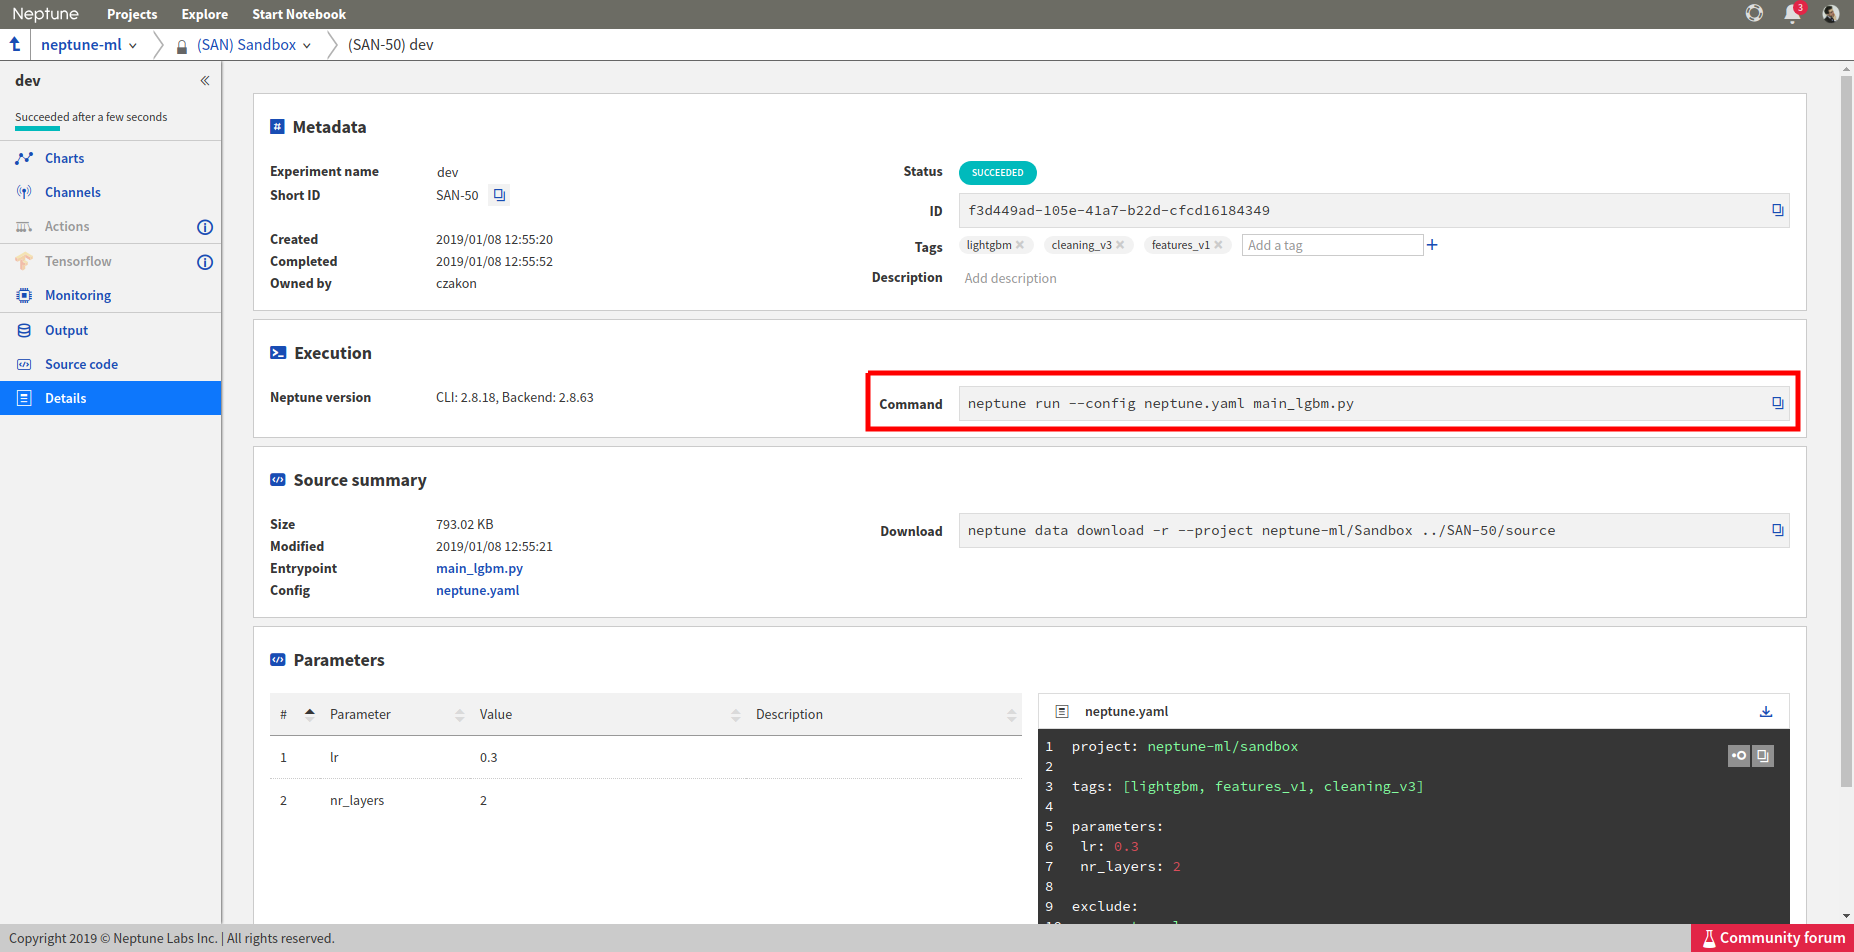 Neptune Projects Explore Start Notebook 3
neptune-ml (SAN) Sandbox (SAN-50) dev
dev
Succeeded after a few seconds
Charts
Channels
Actions
Tensorflow
Monitoring
Output
Source code
Details
Metadata
Experiment name dev
Short ID SAN-50
Created 2019/01/08 12:55:20
Completed 2019/01/08 12:55:52
Owned by czakon
Status SUCCEEDED
ID f3d449ad-105e-41a7-b22d-cfcd16184349
Tags lightgbm cleaning_v3 features_v1 Add a tag
Description Add description
Execution
Neptune version CLI: 2.8.18, Backend: 2.8.63
Command neptune run --config neptune.yaml main_lgbm.py
Source summary
Size 793.02 KB
Modified 2019/01/08 12:55:21
Entrypoint main_lgbm.py
Config neptune.yaml
Download neptune data download -r --project neptune-ml/Sandbox ../SAN-50/source
Parameters
# Parameter Value Description
1 lr 0.3
2 nr_layers 2
neptune.yaml
1 project: neptune-ml/sandbox
2
3 tags: [lightgbm, features_v1, cleaning_v3]
4
5 parameters:
6 lr: 0.3
7 nr_layers: 2
8
9 exclude:
Copyright 2019 © Neptune Labs Inc. | All rights reserved.
Community forum